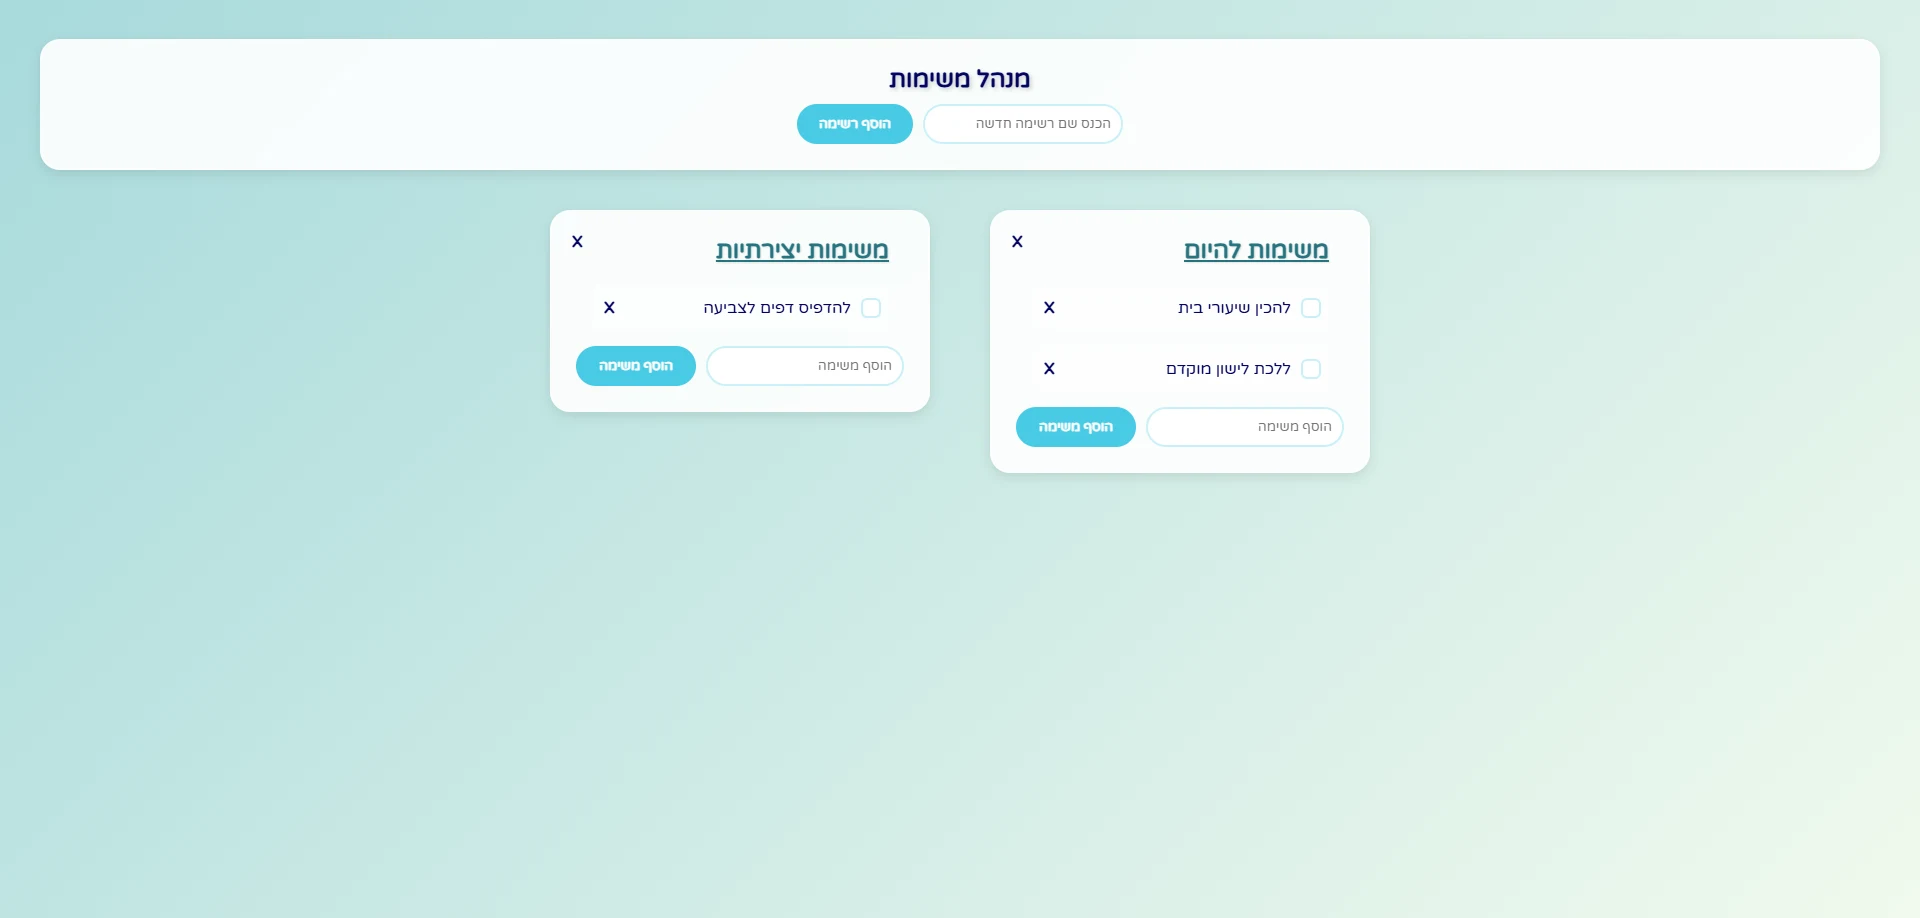 מנהל משימות
הכנס שם רשימה חדשה הוסף רשימה
משימות להיום X
להכין שיעורי בית X
ללכת לישון מוקדם X
הוסף משימה הוסף משימה
משימות יצירתיות X
להדפיס דפים לצביעה X
הוסף משימה הוסף משימה